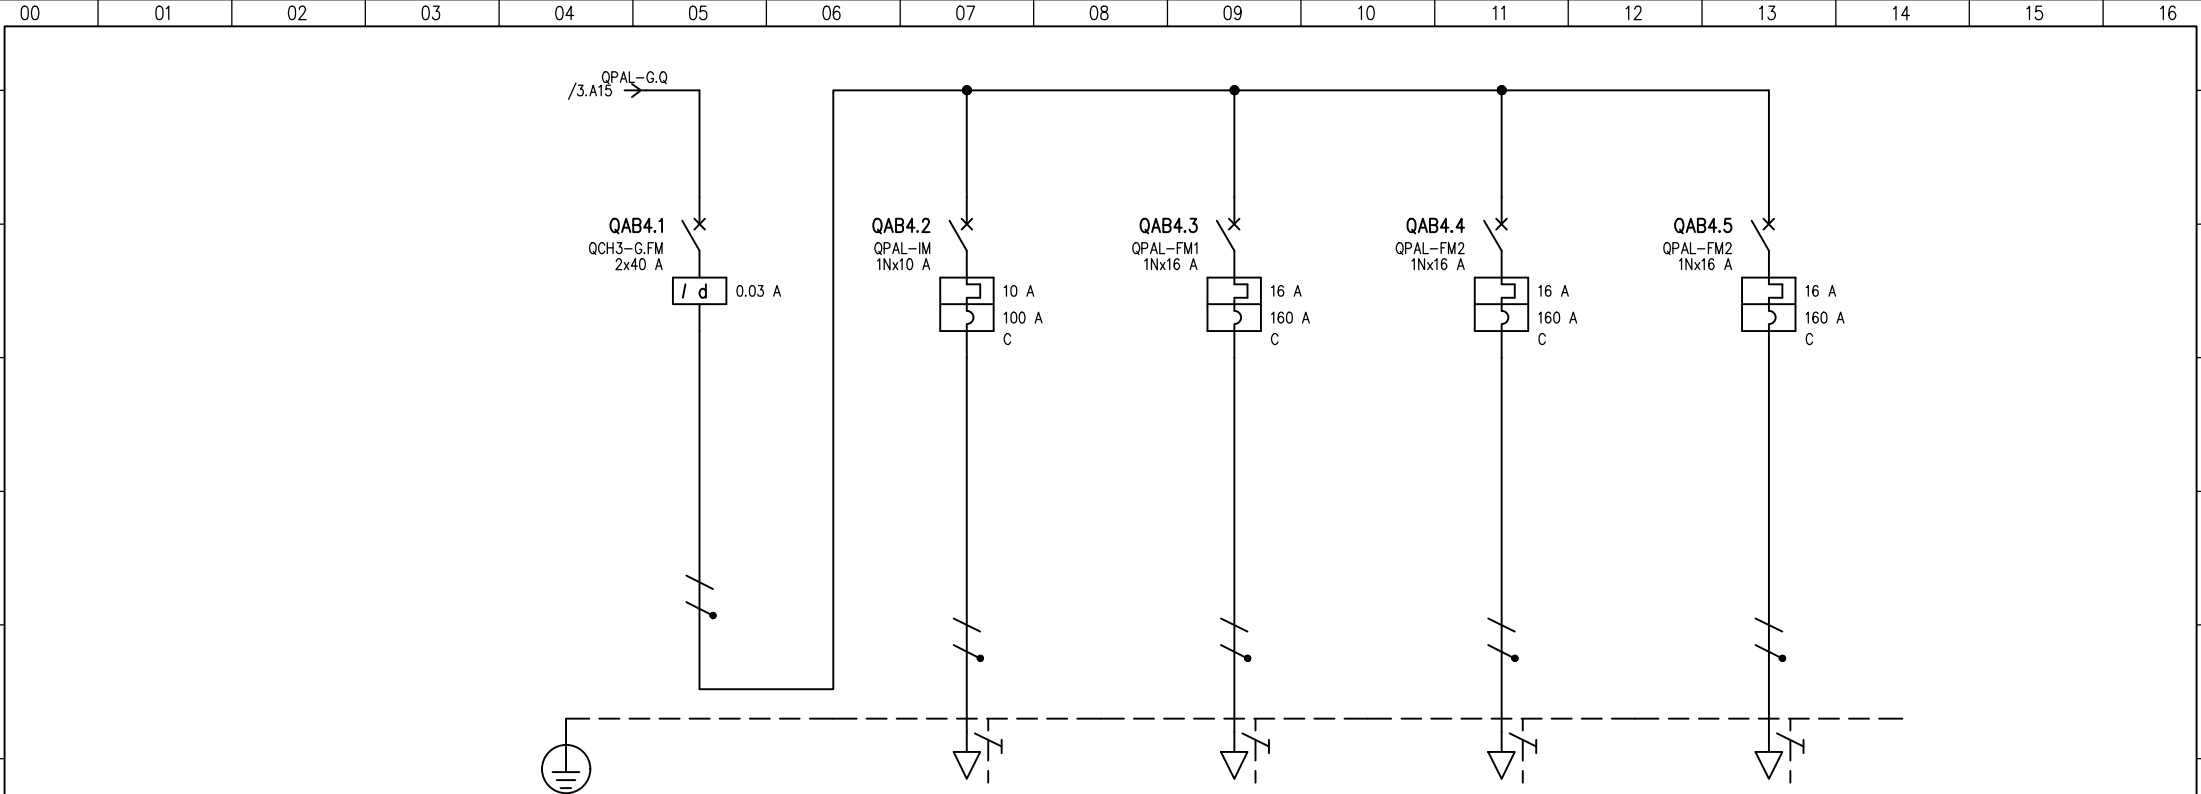 00 01 02 03 04 05 06 07 08 09 10 11 12 13 14 15 16
QPAL-G.Q
/3.A15
QAB4.1 QAB4.2 QAB4.3 QAB4.4 QAB4.5
QCH3-G.FM QPAL-IM QPAL-FM1 QPAL-FM2 QPAL-FM2
2x40 A 1Nx10 A 1Nx16 A 1Nx16 A 1Nx16 A
I d 0.03 A 10 A 16 A 16 A 16 A
100 A 160 A 160 A 160 A
C C C C